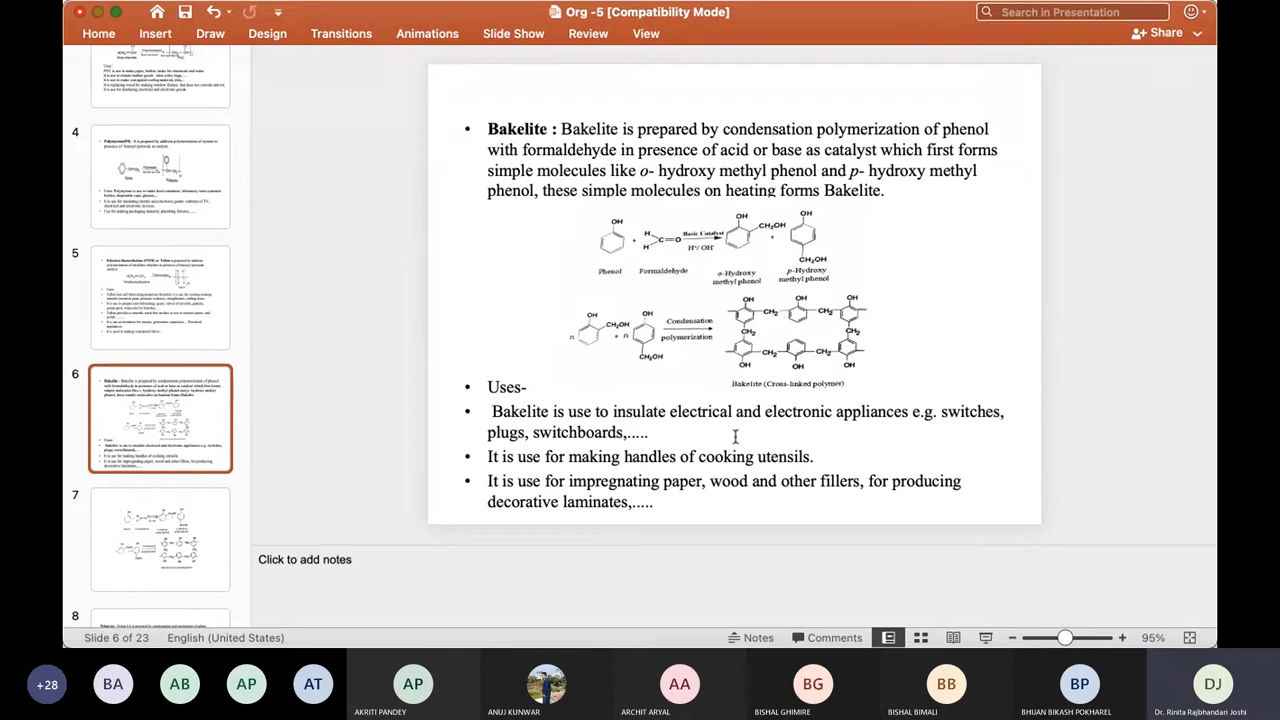 Org -5 [Compatibility Mode]
Search in Presentation
Home Insert Draw Design Transitions Animations Slide Show Review View Share
4
5
6
7
8
• Bakelite : Bakelite is prepared by condensation polymerization of phenol
with formaldehyde in presence of acid or base as catalyst which first forms
simple molecules like o- hydroxy methyl phenol and p- hydroxy methyl
phenol, these simple molecules on heating forms Bakelite.
OH OH CH₂OH OH
H H C=O Basic Catalyst
+ H⁺/ OH⁻ +
CH₂OH
Phenol Formaldehyde o-Hydroxy methyl phenol p-Hydroxy methyl phenol
OH CH₂OH OH Condensation OH CH₂ OH CH₂ OH
n + n polymerization CH₂ CH₂
CH₂OH OH CH₂ OH CH₂ OH
Bakelite (Cross-linked polymer)
• Uses-
• Bakelite is use to insulate electrical and electronic appliances e.g. switches,
plugs, switchboards,.....
• It is use for making handles of cooking utensils.
• It is use for impregnating paper, wood and other fillers, for producing
decorative laminates,.....
Click to add notes
Slide 6 of 23 English (United States) Notes Comments 95%
+28 BA AB AP AT AP AA BG BB BP DJ
AKRITI PANDEY ANUJ KUNWAR ARCHIT ARYAL BISHAL GHIMIRE BISHAL BIMALI BHUAN BIKASH POKHAREL Dr. Rinita Rajbhandari Joshi